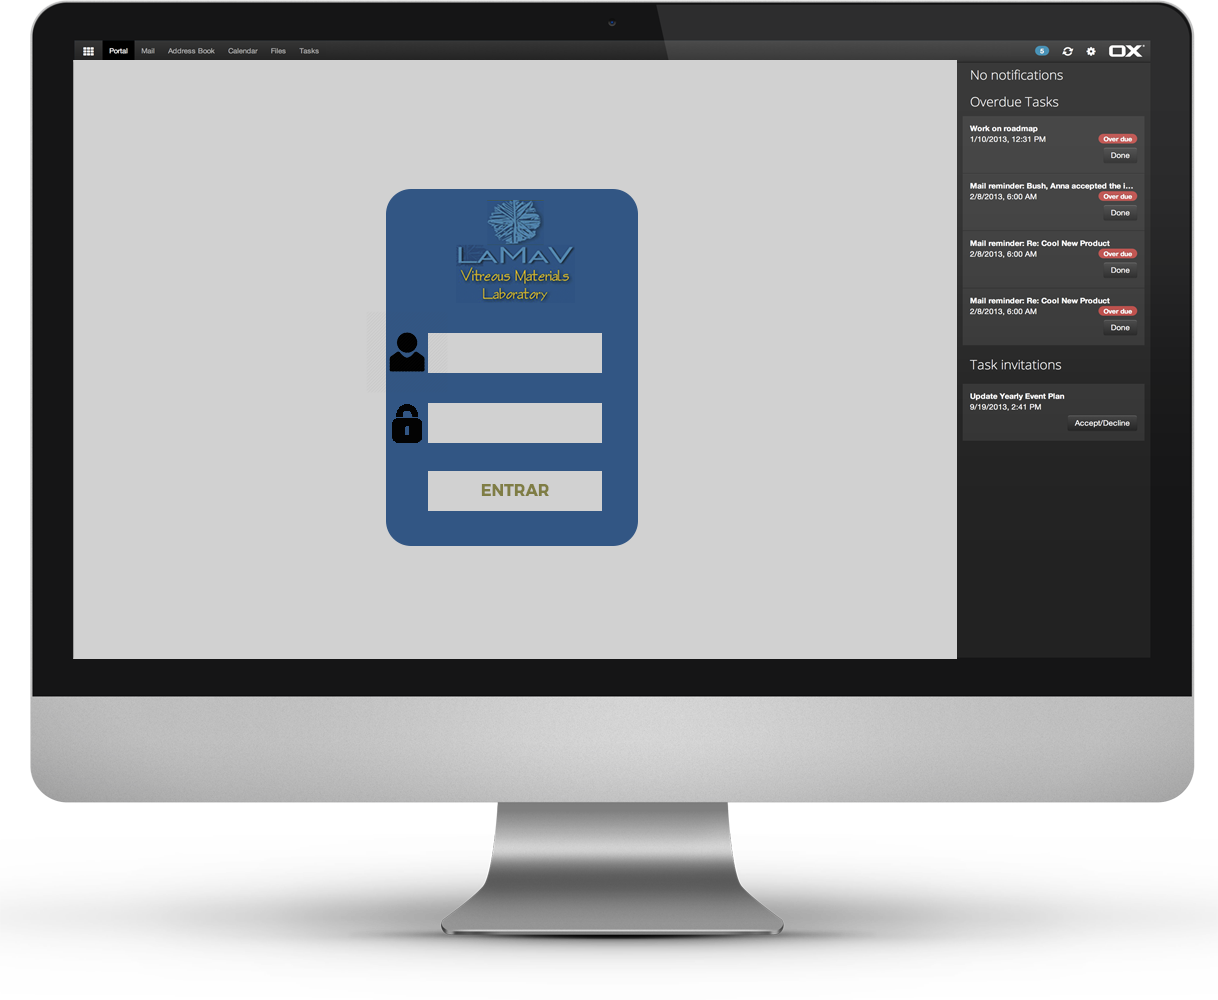 Portal Mail Address Book Calendar Files Tasks
5
OX
No notifications
Overdue Tasks
Work on roadmap
1/10/2013, 12:31 PM
Over due
Done
Mail reminder: Bush, Anna accepted the i...
2/8/2013, 6:00 AM
Over due
Done
Mail reminder: Re: Cool New Product
2/8/2013, 6:00 AM
Over due
Done
Mail reminder: Re: Cool New Product
2/8/2013, 6:00 AM
Over due
Done
Task invitations
Update Yearly Event Plan
9/19/2013, 2:41 PM
Accept/Decline
LaMaV
Vitreous Materials
Laboratory
ENTRAR